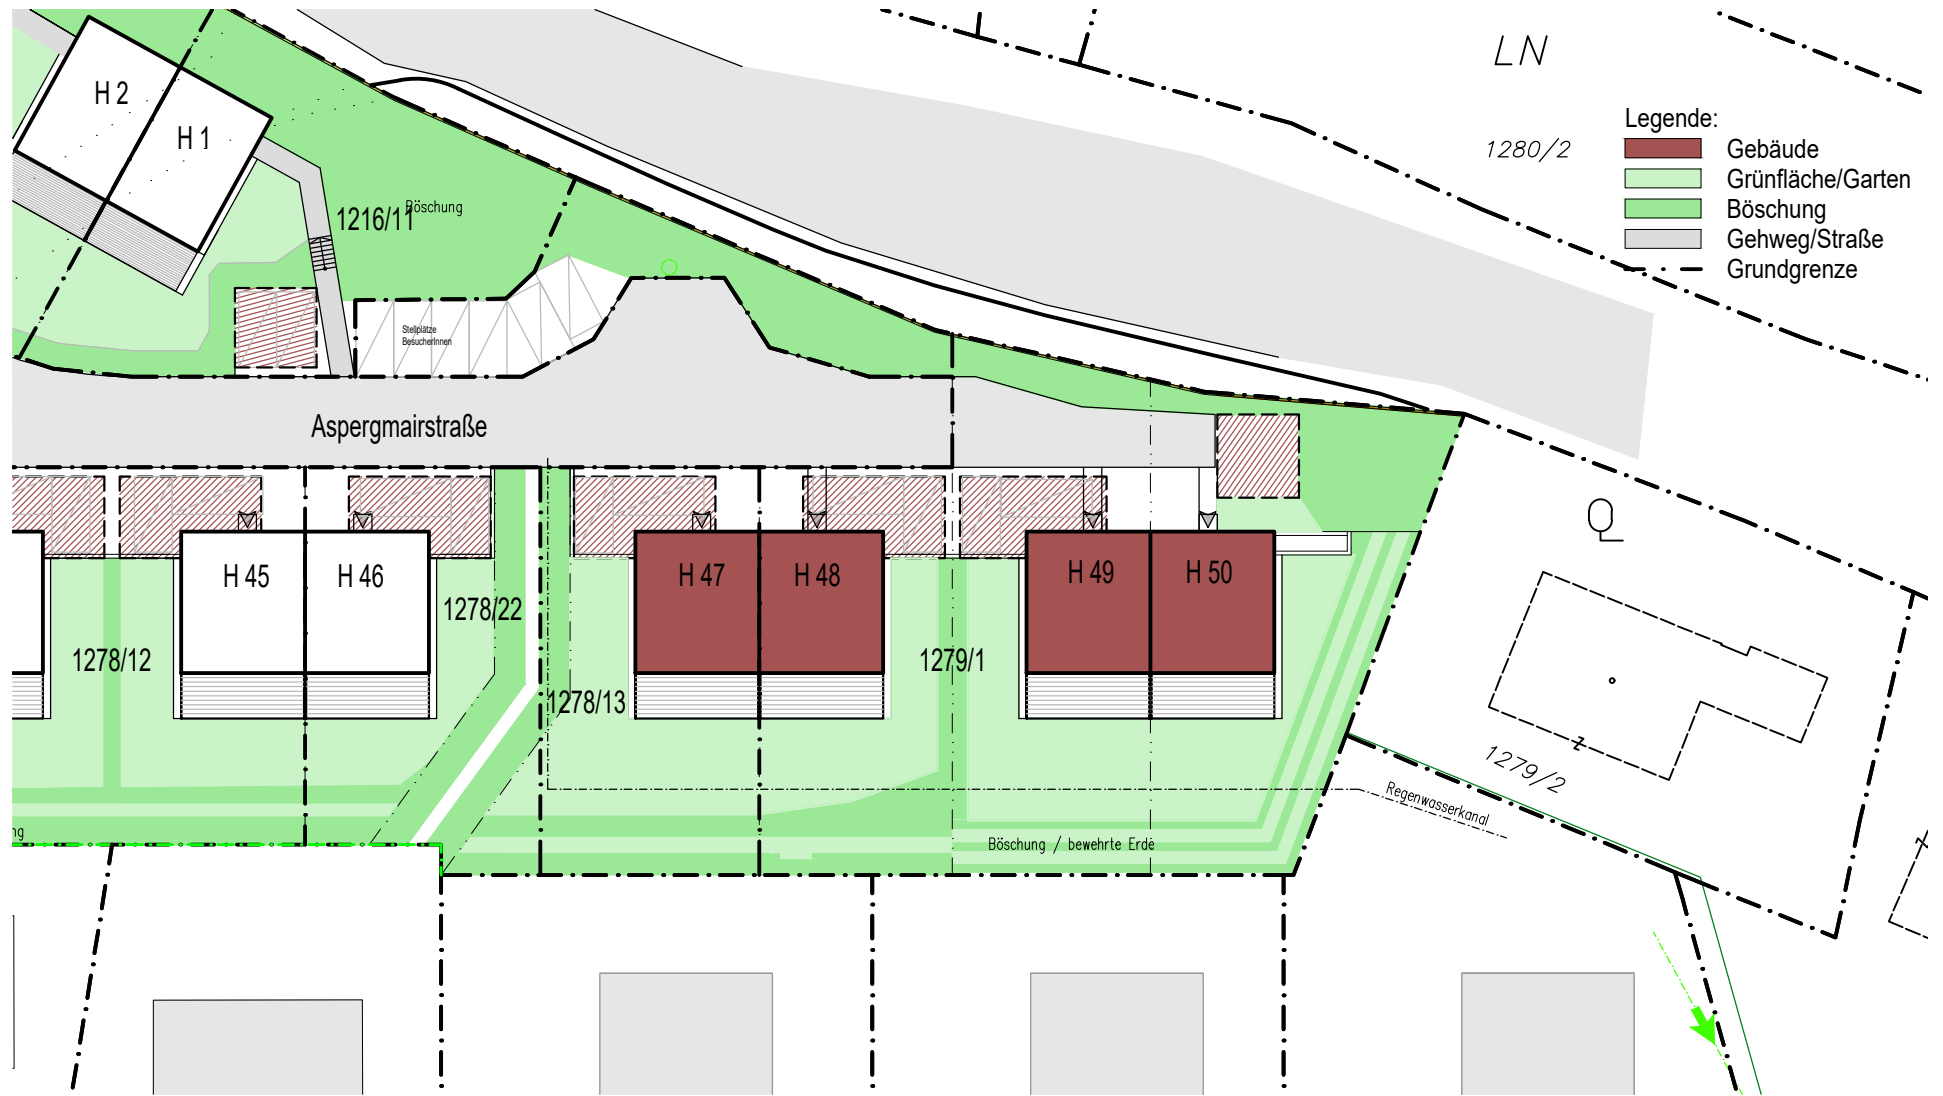 LN
Legende:
1280/2
Gebäude
Grünfläche/Garten
Böschung
Gehweg/Straße
Grundgrenze
H 2
H 1
1216/11
Böschung
Stellplätze
BesucherInnen
Aspergmairstraße
H 45
H 46
H 47
H 48
H 49
H 50
1278/22
1278/12
1279/1
1278/13
1279/2
Regenwasserkanal
Böschung / bewehrte Erde
ng